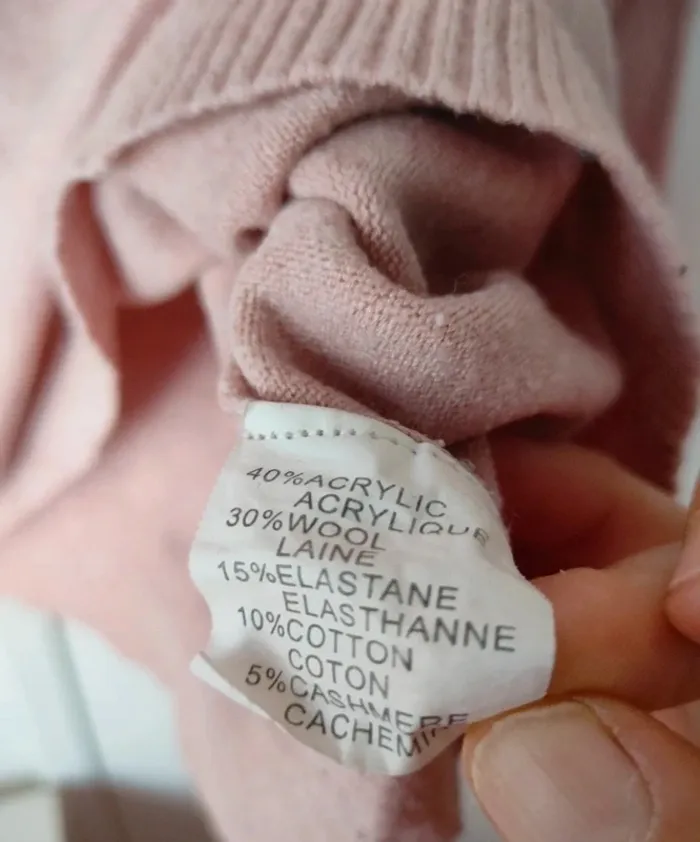 40%ACRYLIC
ACRYLIQUE
30%WOOL
LAINE
15%ELASTANE
ELASTHANNE
10%COTTON
COTON
5%CASHMERE